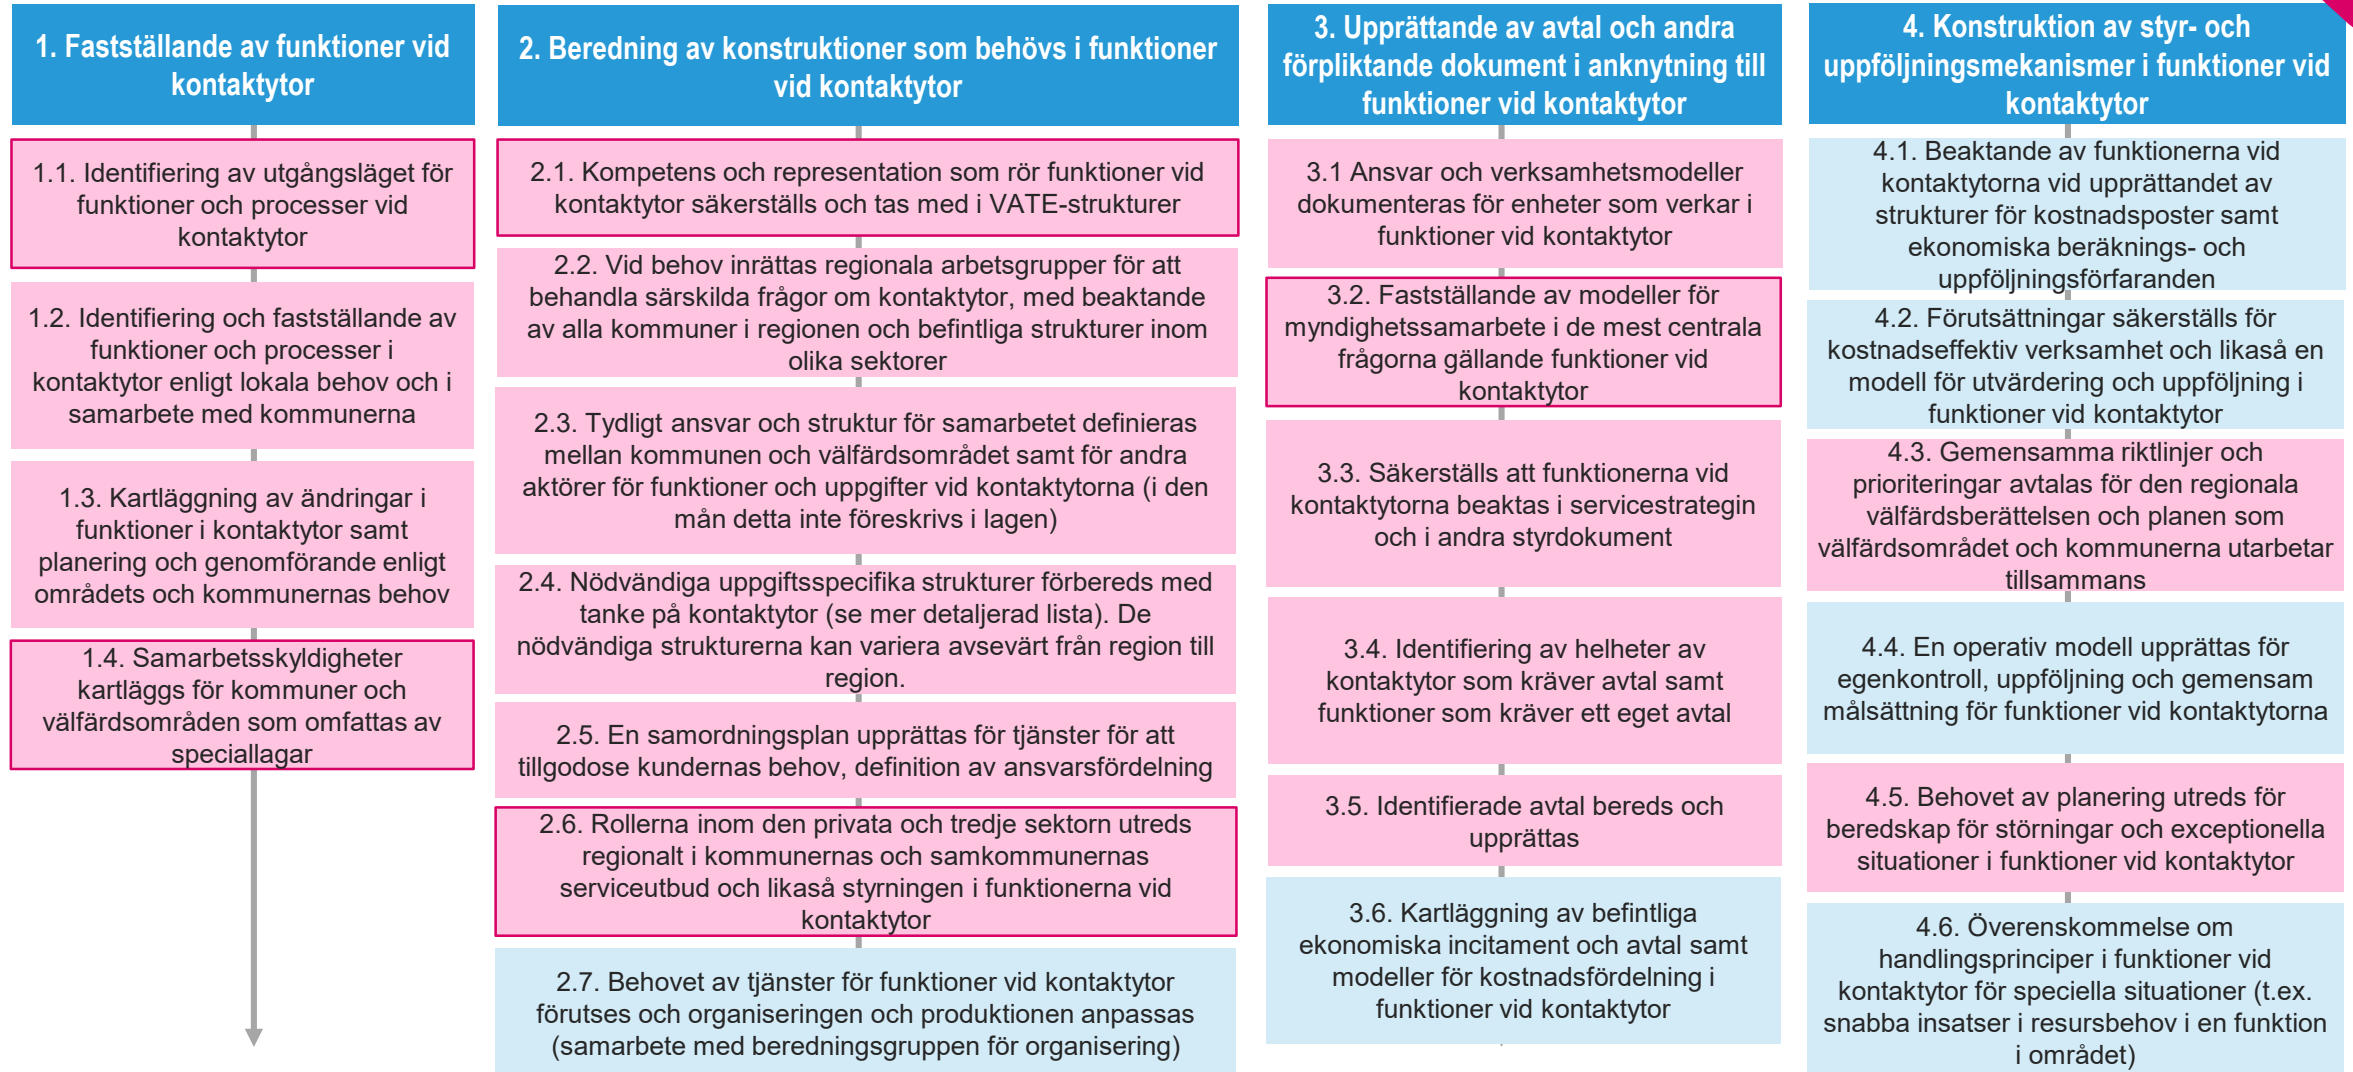 1. Fastställande av funktioner vid
kontaktytor
1.1. Identifiering av utgångsläget för
funktioner och processer vid
kontaktytor
1.2. Identifiering och fastställande av
funktioner och processer i
kontaktytor enligt lokala behov och i
samarbete med kommunerna
1.3. Kartläggning av ändringar i
funktioner i kontaktytor samt
planering och genomförande enligt
områdets och kommunernas behov
1.4. Samarbetsskyldigheter
kartläggs för kommuner och
välfärdsområden som omfattas av
speciallagar
2. Beredning av konstruktioner som behövs i funktioner
vid kontaktytor
2.1. Kompetens och representation som rör funktioner vid
kontaktytor säkerställs och tas med i VATE-strukturer
2.2. Vid behov inrättas regionala arbetsgrupper för att
behandla särskilda frågor om kontaktytor, med beaktande
av alla kommuner i regionen och befintliga strukturer inom
olika sektorer
2.3. Tydligt ansvar och struktur för samarbetet definieras
mellan kommunen och välfärdsområdet samt för andra
aktörer för funktioner och uppgifter vid kontaktytorna (i den
mån detta inte föreskrivs i lagen)
2.4. Nödvändiga uppgiftsspecifika strukturer förbereds med
tanke på kontaktytor (se mer detaljerad lista). De
nödvändiga strukturerna kan variera avsevärt från region till
region.
2.5. En samordningsplan upprättas för tjänster för att
tillgodose kundernas behov, definition av ansvarsfördelning
2.6. Rollerna inom den privata och tredje sektorn utreds
regionalt i kommunernas och samkommunernas
serviceutbud och likaså styrningen i funktionerna vid
kontaktytor
2.7. Behovet av tjänster för funktioner vid kontaktytor
förutses och organiseringen och produktionen anpassas
(samarbete med beredningsgruppen för organisering)
3. Upprättande av avtal och andra
förpliktande dokument i anknytning till
funktioner vid kontaktytor
3.1 Ansvar och verksamhetsmodeller
dokumenteras för enheter som verkar i
funktioner vid kontaktytor
3.2. Fastställande av modeller för
myndighetssamarbete i de mest centrala
frågorna gällande funktioner vid
kontaktytor
3.3. Säkerställs att funktionerna vid
kontaktytorna beaktas i servicestrategin
och i andra styrdokument
3.4. Identifiering av helheter av
kontaktytor som kräver avtal samt
funktioner som kräver ett eget avtal
3.5. Identifierade avtal bereds och
upprättas
3.6. Kartläggning av befintliga
ekonomiska incitament och avtal samt
modeller för kostnadsfördelning i
funktioner vid kontaktytor
4. Konstruktion av styr- och
uppföljningsmekanismer i funktioner vid
kontaktytor
4.1. Beaktande av funktionerna vid
kontaktytorna vid upprättandet av
strukturer för kostnadsposter samt
ekonomiska beräknings- och
uppföljningsförfaranden
4.2. Förutsättningar säkerställs för
kostnadseffektiv verksamhet och likaså en
modell för utvärdering och uppföljning i
funktioner vid kontaktytor
4.3. Gemensamma riktlinjer och
prioriteringar avtalas för den regionala
välfärdsberättelsen och planen som
välfärdsområdet och kommunerna utarbetar
tillsammans
4.4. En operativ modell upprättas för
egenkontroll, uppföljning och gemensam
målsättning för funktioner vid kontaktytorna
4.5. Behovet av planering utreds för
beredskap för störningar och exceptionella
situationer i funktioner vid kontaktytor
4.6. Överenskommelse om
handlingsprinciper i funktioner vid
kontaktytor för speciella situationer (t.ex.
snabba insatser i resursbehov i en funktion
i området)